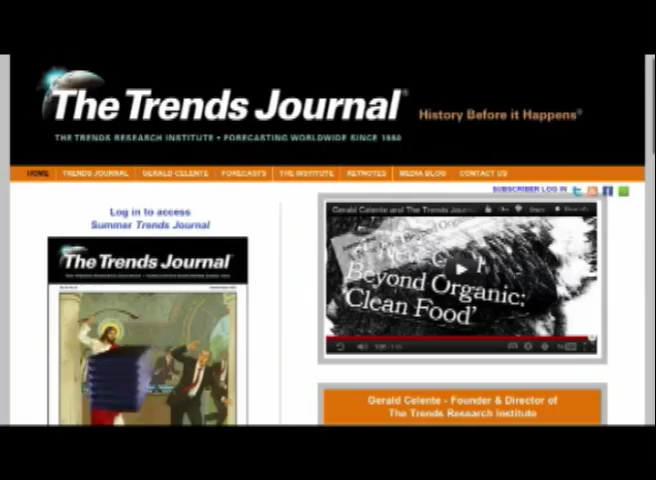 The Trends Journal®
History Before it Happens®
THE TRENDS RESEARCH INSTITUTE • FORECASTING WORLDWIDE SINCE 1980
HOME TRENDS JOURNAL GERALD CELENTE FORECASTS THE INSTITUTE KEYNOTES MEDIA BLOG CONTACT US
SUBSCRIBER LOG IN
Log in to access
Summer Trends Journal
Gerald Celente and The Trends Jour...
Share
The Trends Journal
Beyond Organic:
'Clean Food'
Gerald Celente - Founder & Director of
The Trends Research Institute